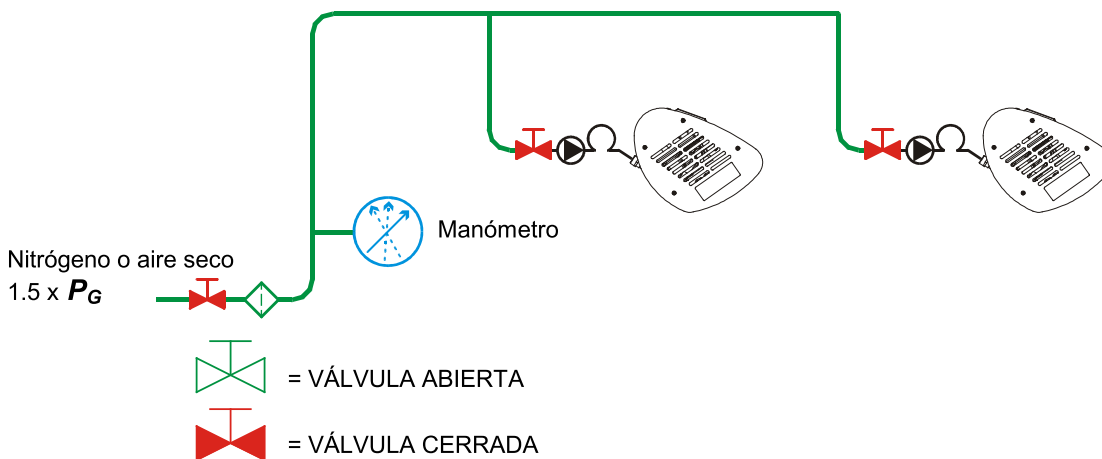 Manómetro
Nitrógeno o aire seco
1.5 x PG
= VÁLVULA ABIERTA
= VÁLVULA CERRADA